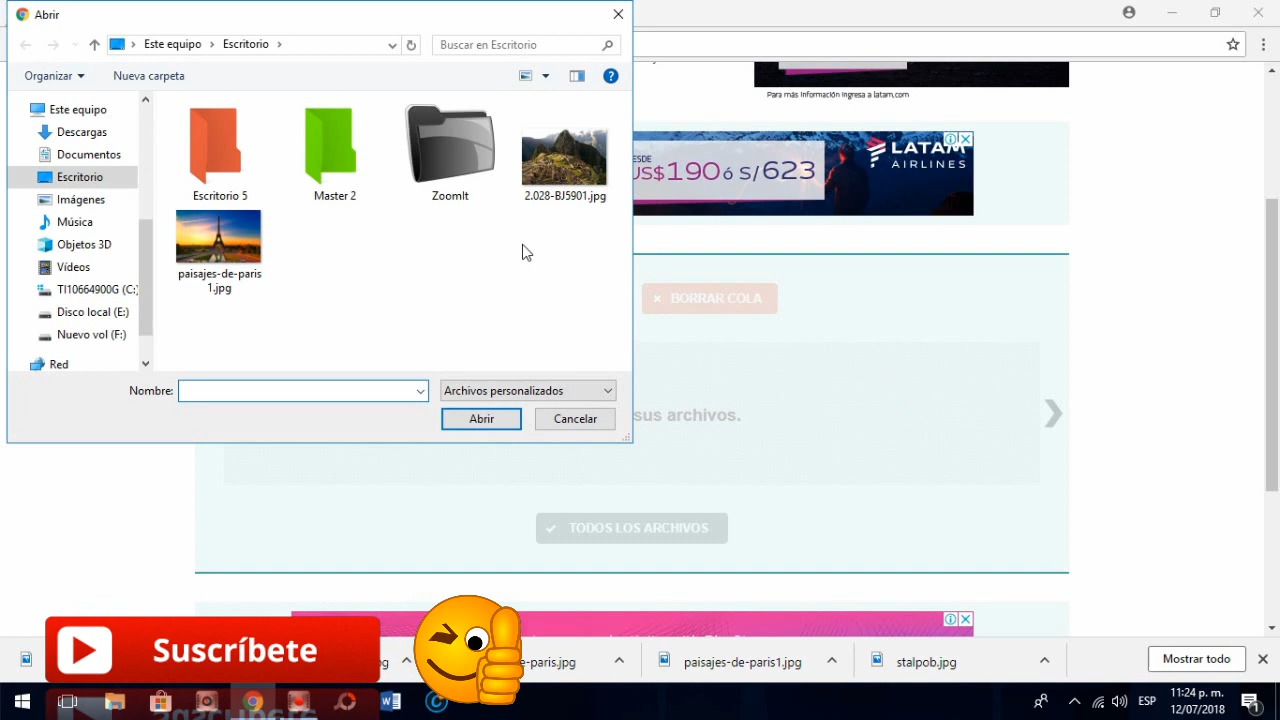 Abrir
Este equipo
Escritorio
Buscar en Escritorio
Organizar
Nueva carpeta
Este equipo
Descargas
Documentos
Escritorio
Imágenes
Música
Objetos 3D
Vídeos
TI10664900G (C:)
Disco local (E:)
Nuevo vol (F:)
Red
Escritorio 5
Master 2
ZoomIt
2.028-BJ5901.jpg
paisajes-de-paris
1.jpg
Nombre:
Archivos personalizados
Abrir
Cancelar
Para más información ingresa a latam.com
DESDE
US$190 ó S/623
LATAM
AIRLINES
BORRAR COLA
sus archivos.
TODOS LOS ARCHIVOS
Suscríbete
-paris.jpg
paisajes-de-paris1.jpg
stalpob.jpg
Mostrar todo
ESP
11:24 p. m.
12/07/2018
1